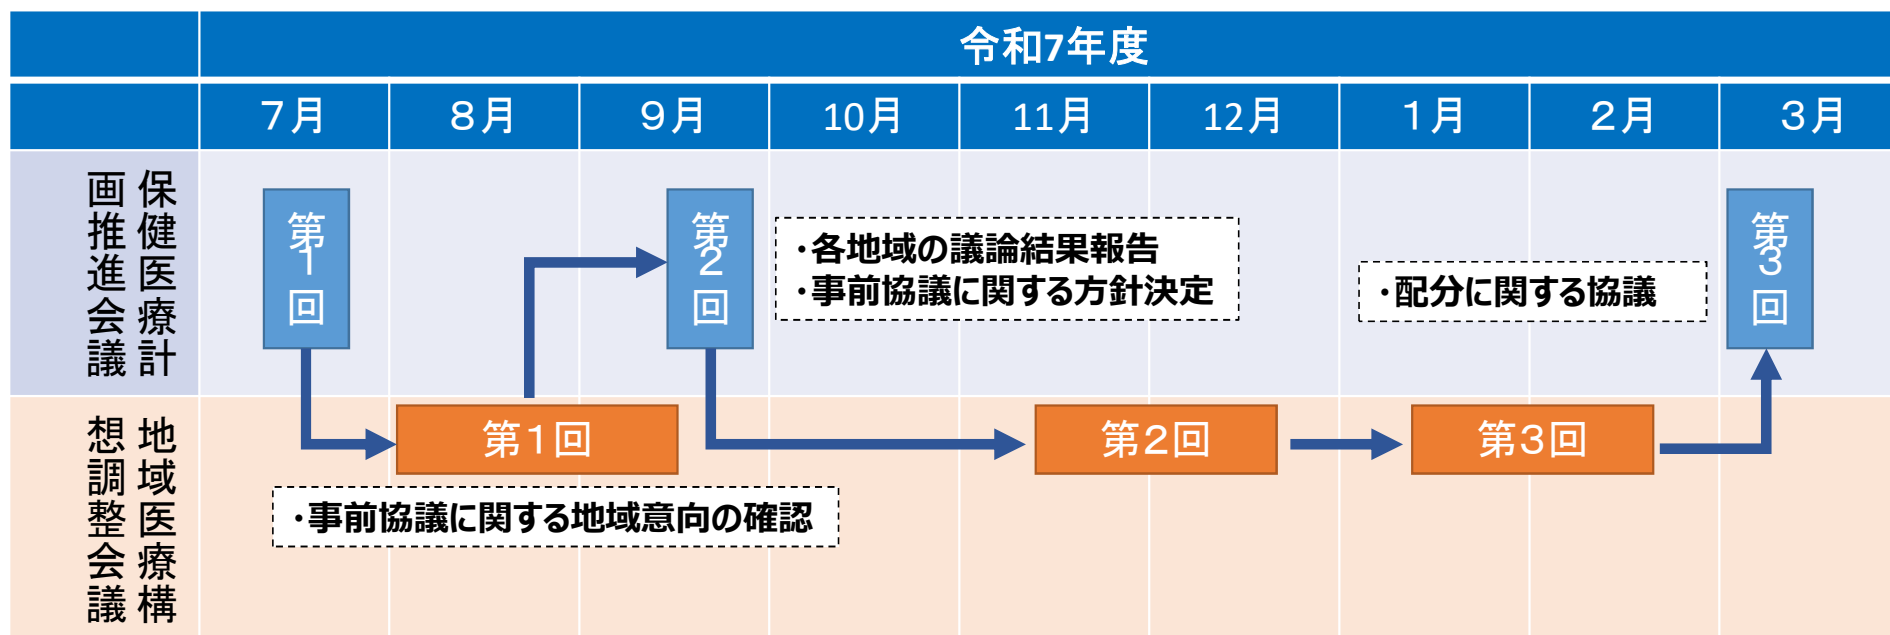 令和7年度
７月
８月
９月
10月
11月
12月
１月
２月
３月
保健医療計画推進会議
第1回
第2回
・各地域の議論結果報告
・事前協議に関する方針決定
・配分に関する協議
第3回
地域医療構想調整会議
第１回
第２回
第３回
・事前協議に関する地域意向の確認